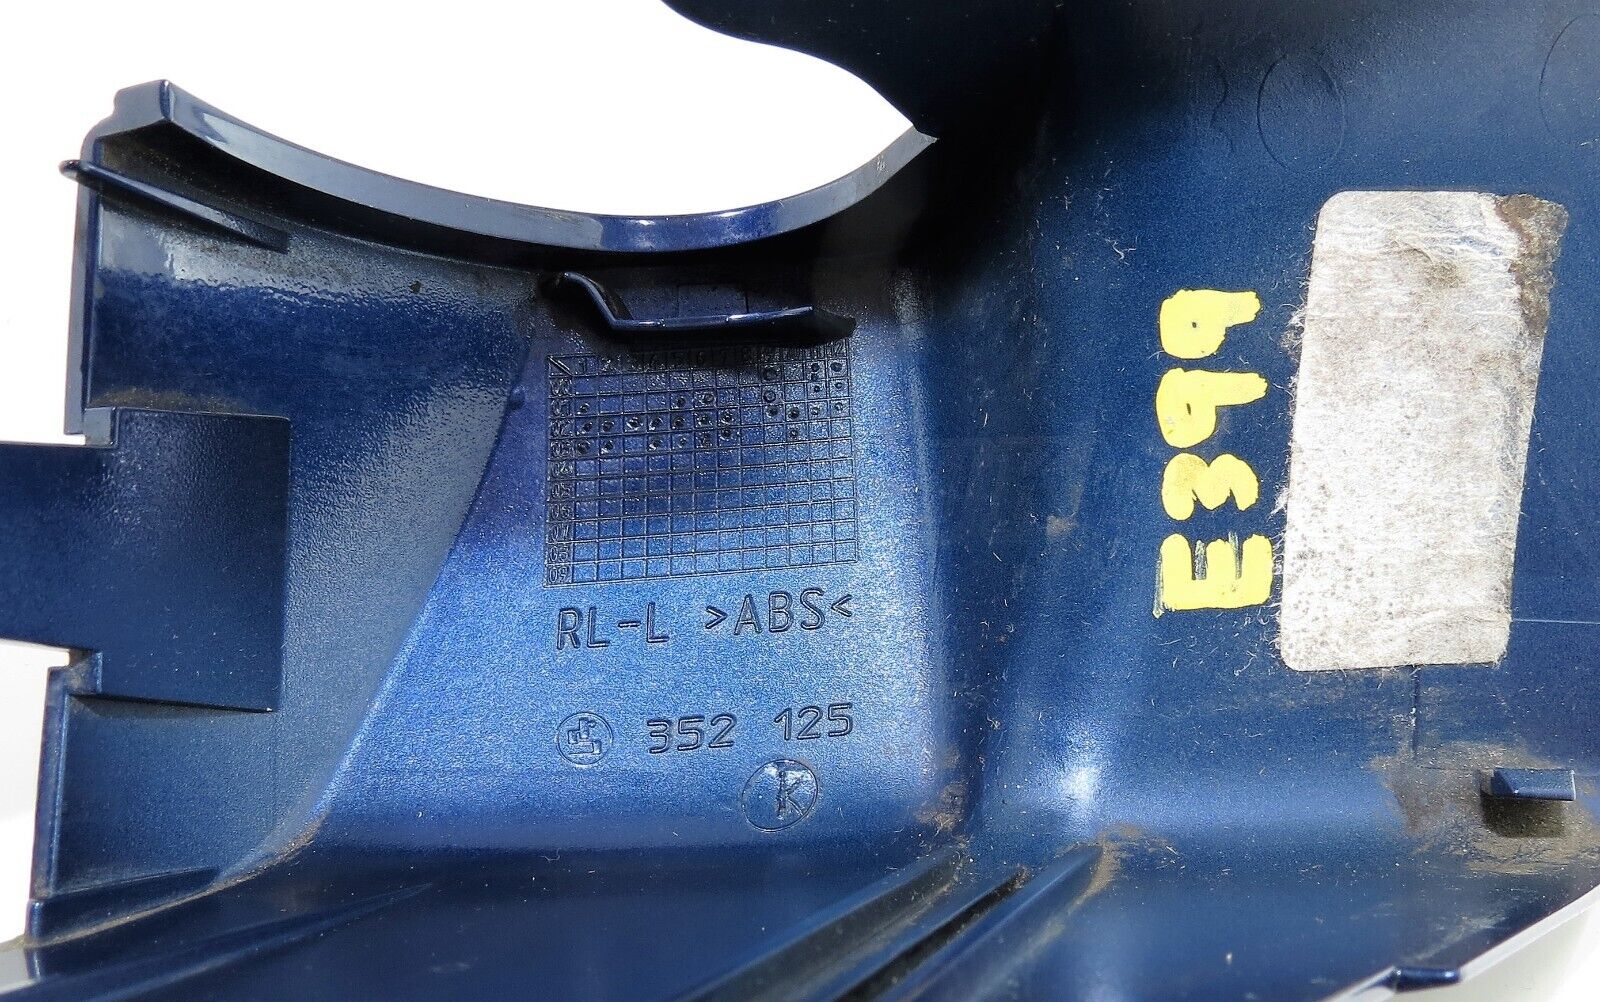 RL-L >ABS<
352 125
K
E399